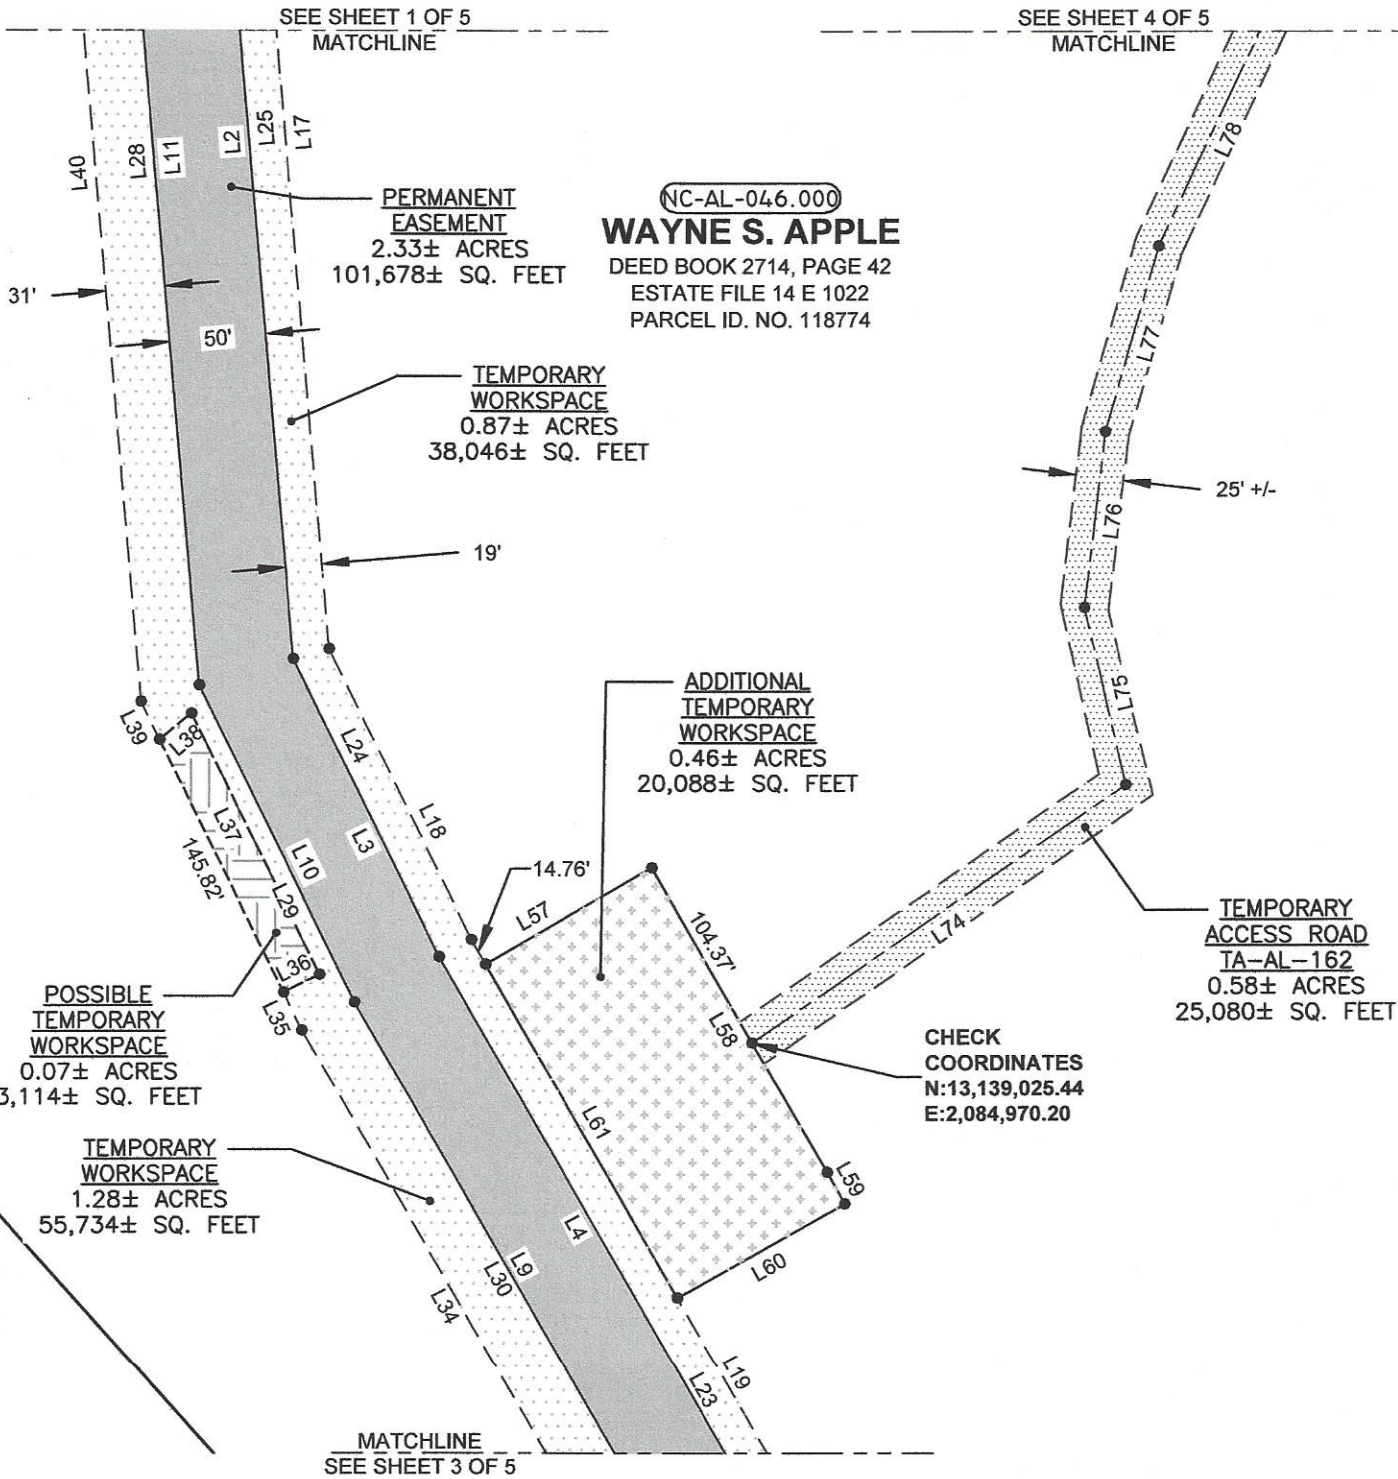 SEE SHEET 1 OF 5
MATCHLINE
SEE SHEET 4 OF 5
MATCHLINE
L40
L28
L11
L2
L25
L17
L78
PERMANENT
EASEMENT
2.33± ACRES
101,678± SQ. FEET
NC-AL-046.000
WAYNE S. APPLE
DEED BOOK 2714, PAGE 42
ESTATE FILE 14 E 1022
PARCEL ID. NO. 118774
31'
50'
L77
TEMPORARY
WORKSPACE
0.87± ACRES
38,046± SQ. FEET
25' +/-
L76
19'
ADDITIONAL
TEMPORARY
WORKSPACE
0.46± ACRES
20,088± SQ. FEET
L75
L39
L38
L24
L37
145.82'
L10
L3
L18
L29
14.76'
L57
104.37'
L74
TEMPORARY
ACCESS ROAD
TA-AL-162
0.58± ACRES
25,080± SQ. FEET
L36
L35
POSSIBLE
TEMPORARY
WORKSPACE
0.07± ACRES
3,114± SQ. FEET
L58
CHECK
COORDINATES
N:13,139,025.44
E:2,084,970.20
L61
TEMPORARY
WORKSPACE
1.28± ACRES
55,734± SQ. FEET
L59
L4
L60
L9
L30
L34
L19
L23
MATCHLINE
SEE SHEET 3 OF 5